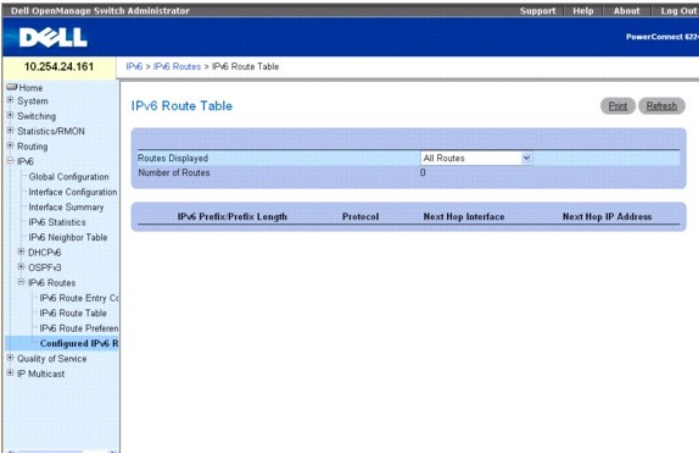 Dell OpenManage Switch Administrator
Support Help About Log Out
DELL
PowerConnect
10.254.24.161
IPv6 > IPv6 Routes > IPv6 Route Table
Home
System
Switching
Statistics/RMON
Routing
IPv6
Global Configuration
Interface Configuration
Interface Summary
IPv6 Statistics
IPv6 Neighbor Table
DHCPv6
OSPFv3
IPv6 Routes
IPv6 Route Entry Co
IPv6 Route Table
IPv6 Route Preferen
Configured IPv6 R
Quality of Service
IP Multicast
IPv6 Route Table
Print Refresh
Routes Displayed All Routes
Number of Routes 0
IPv6 Prefix/Prefix Length Protocol Next Hop Interface Next Hop IP Address